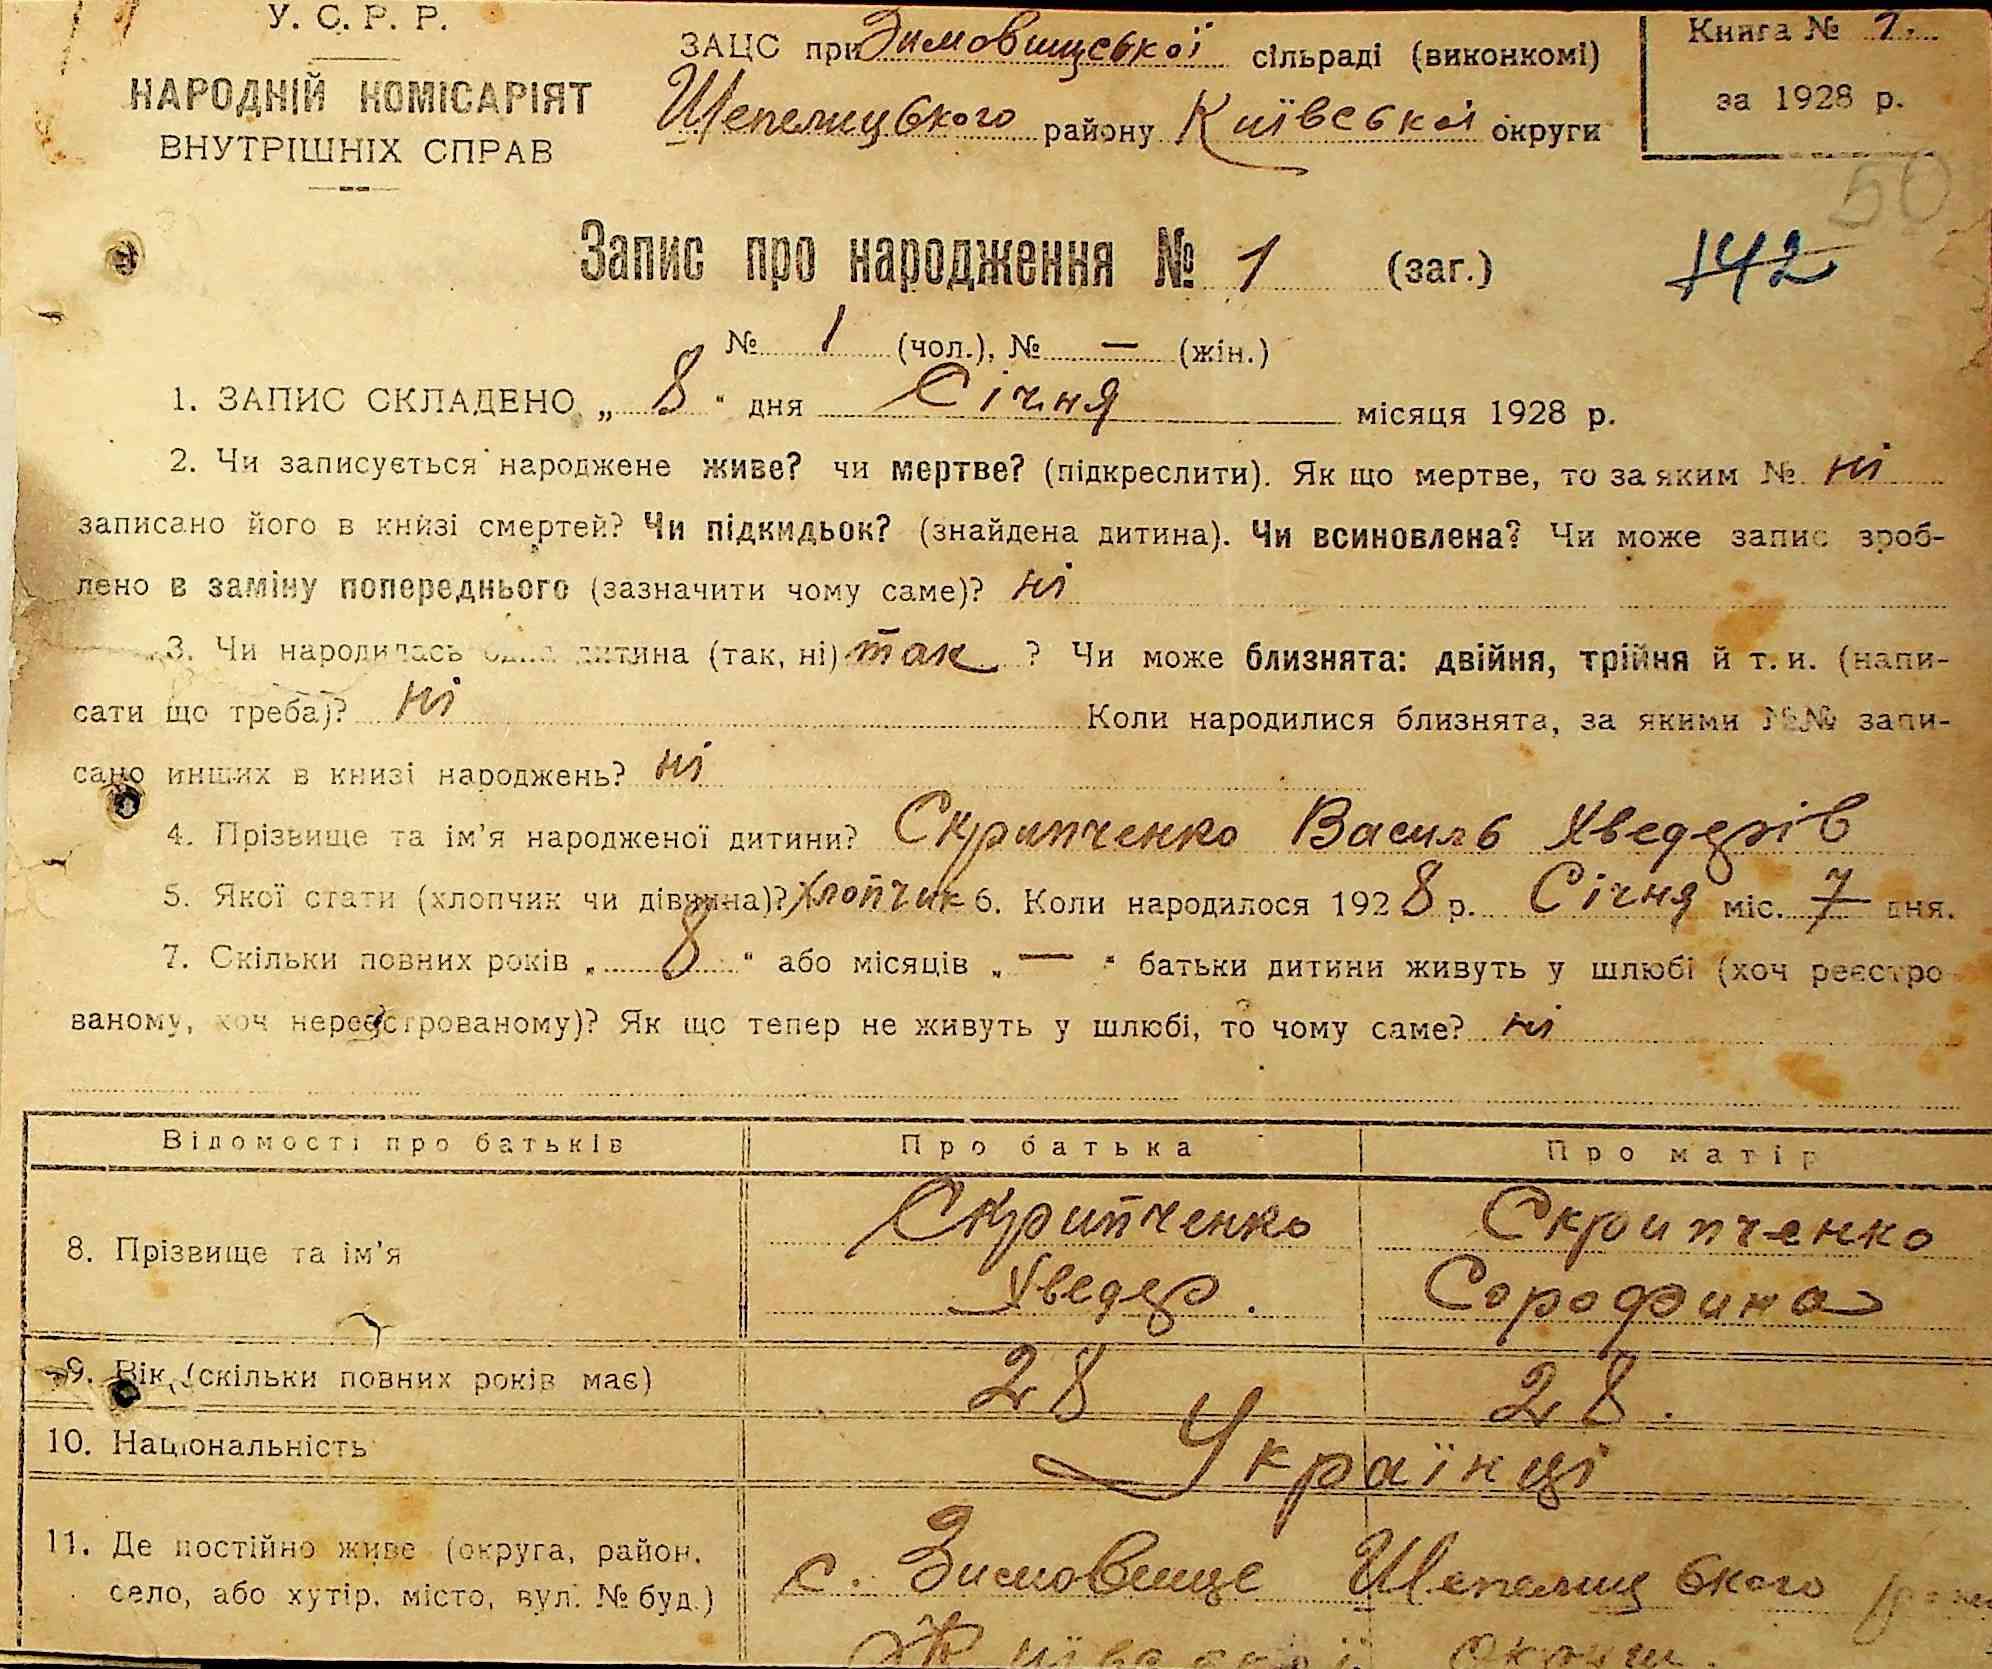 У. С. Р. Р.
НАРОДНІЙ КОМІСАРІЯТ
ВНУТРІШНІХ СПРАВ
ЗАЦС при Зимовищської сільраді (виконкомі)
Шепелицького району Київської округи
Книга № 1.
за 1928 р.
50
142
Запис про народження № 1 (заг.)
№ 1 (чол.), № — (жін.)
1. ЗАПИС СКЛАДЕНО „ 8 “ дня Січня місяця 1928 р.
2. Чи записується народжене живе? чи мертве? (підкреслити). Як що мертве, то за яким № ні
записано його в книзі смертей? Чи підкидьок? (знайдена дитина). Чи всиновлена? Чи може запис зроб-
лено в заміну попереднього (зазначити чому саме)? ні
3. Чи народилась одна дитина (так, ні) так ? Чи може близнята: двійня, трійня й т. и. (напи-
сати що треба)? ні Коли народилися близнята, за якими №№ запи-
сано инших в книзі народжень? ні
4. Прізвище та ім’я народженої дитини? Скрипченко Василь Хведерів
5. Якої стати (хлопчик чи дівчина)? Хлопчик 6. Коли народилося 1928 р. Січня міс. 7 дня.
7. Скільки повних років „ 8 “ або місяців „ — “ батьки дитини живуть у шлюбі (хоч реєстро
ваному, хоч нереєстрованому)? Як що тепер не живуть у шлюбі, то чому саме? ні
Відомості про батьків Про батька Про матір
8. Прізвище та ім’я Скрипченко Хведер. Скрипченко Сорофина
9. Вік (скільки повних років має) 28 28.
10. Національність Українці
11. Де постійно живе (округа, район, село, або хутір, місто, вул. № буд.) с. Зимовище Шепелицького
Київської округи.